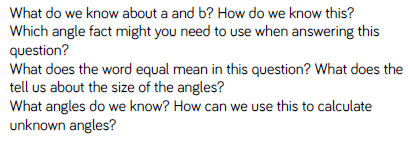 What do we know about a and b? How do we know this?
Which angle fact might you need to use when answering this
question?
What does the word equal mean in this question? What does the
tell us about the size of the angles?
What angles do we know? How can we use this to calculate
unknown angles?